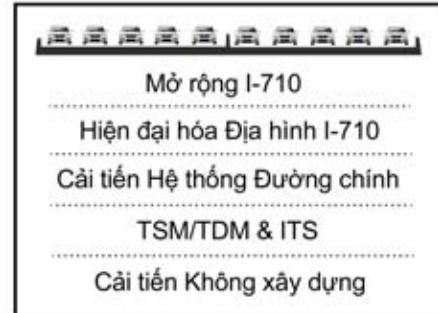 Mở rộng I-710
Hiện đại hóa Địa hình I-710
Cải tiến Hệ thống Đường chính
TSM/TDM & ITS
Cải tiến Không xây dựng